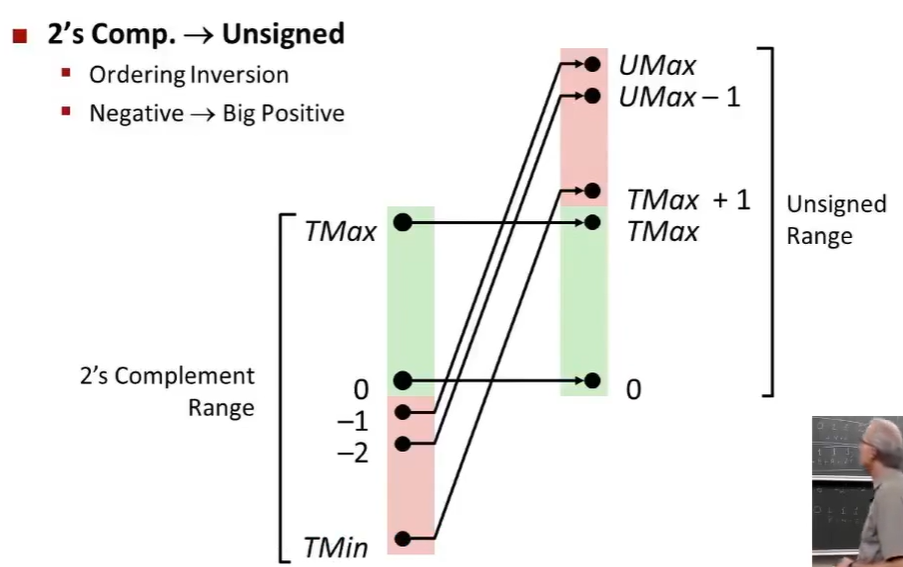 2's Comp. → Unsigned
Ordering Inversion
Negative → Big Positive
UMax
UMax – 1
TMax + 1
TMax
Unsigned
Range
TMax
2's Complement
Range
0
–1
–2
0
TMin